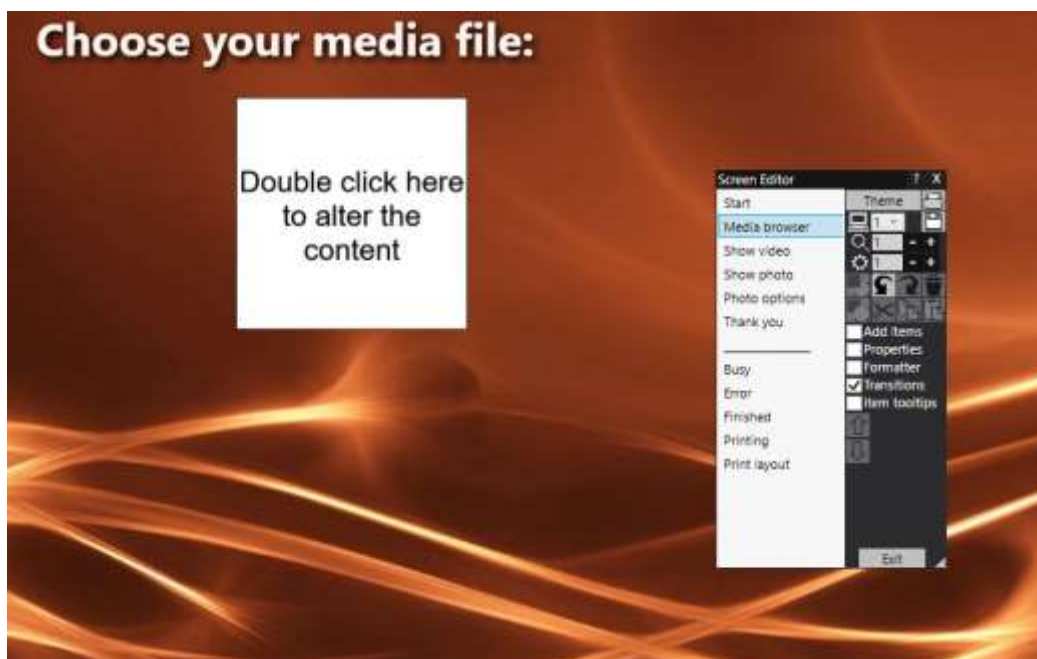 Choose your media file:
Double click here
to alter the
content
Screen Editor ? X
Start
Media browser
Show video
Show photo
Photo options
Thank you
Busy
Error
Finished
Printing
Print layout
Theme
1
1 - +
1 - +
Add Items
Properties
Formatter
Transitions
Item tooltips
Exit